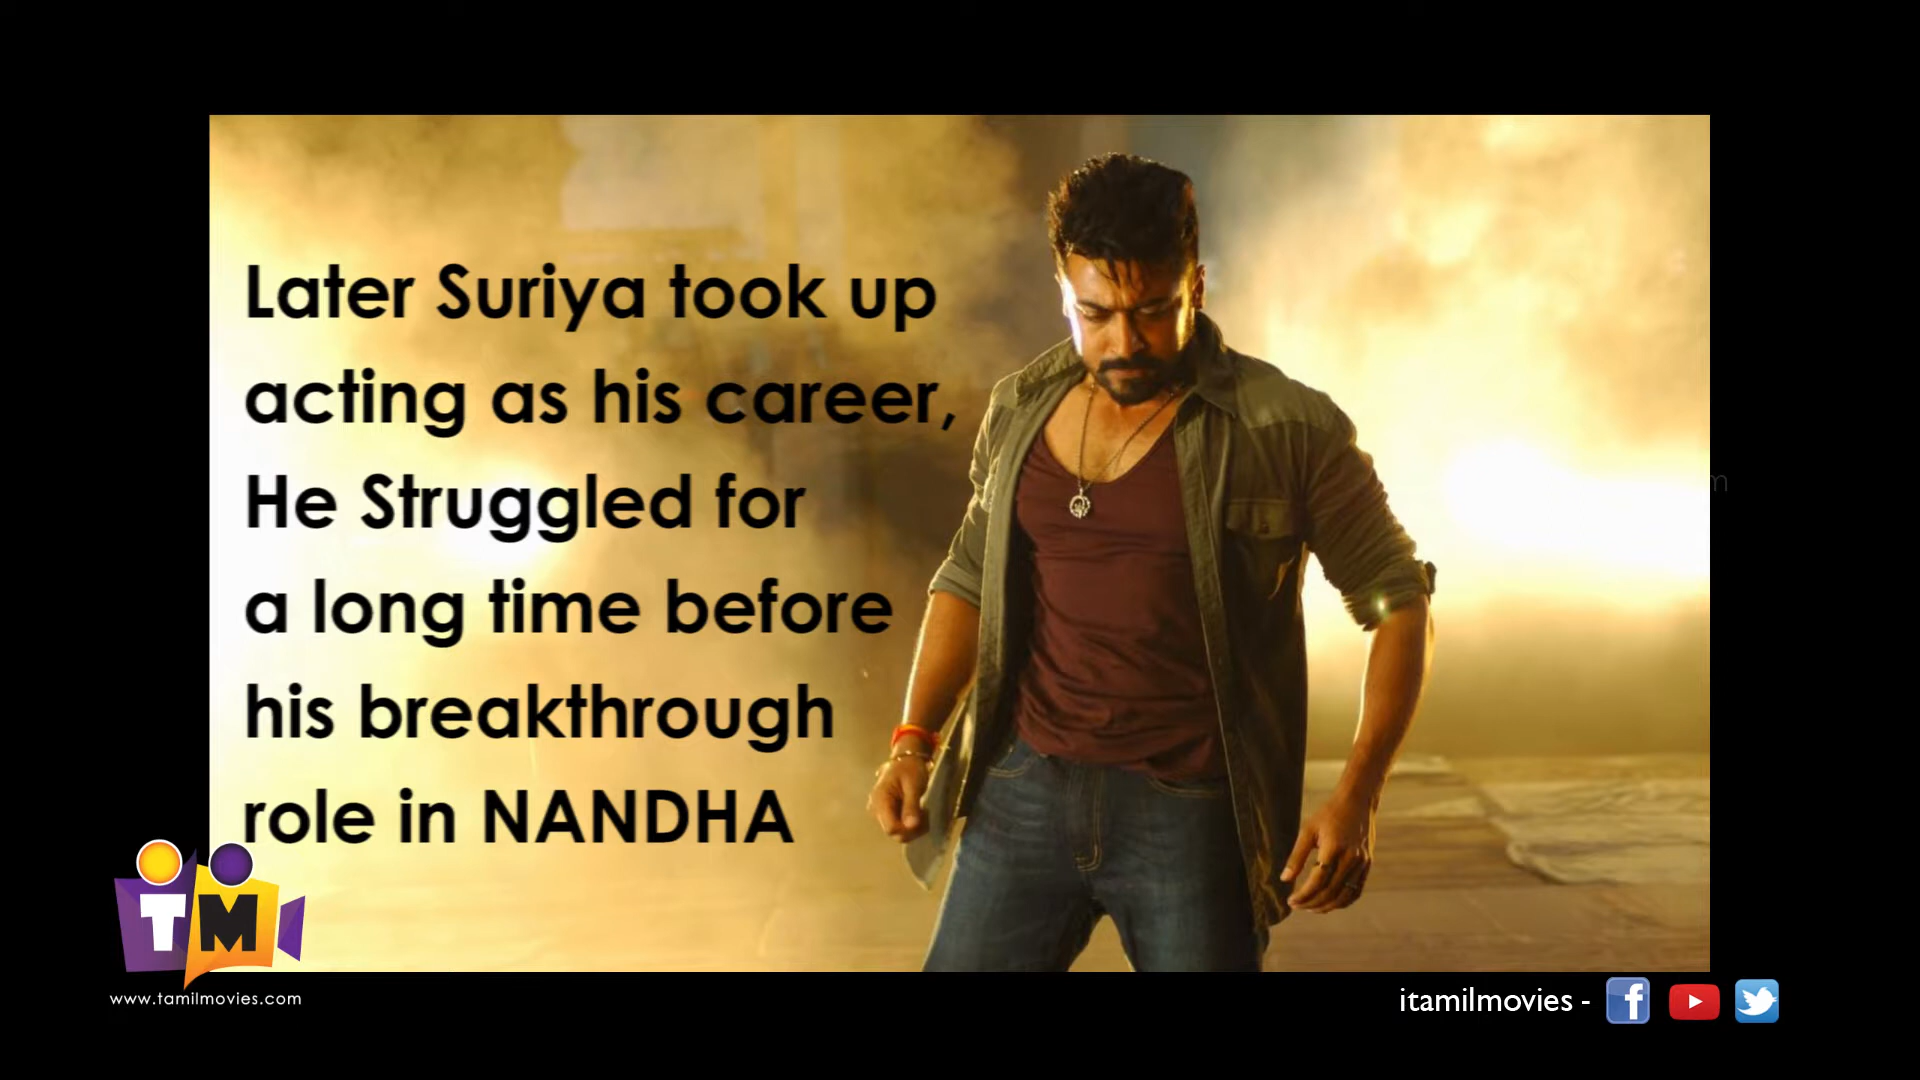 Later Suriya took up
acting as his career,
He Struggled for
a long time before
his breakthrough
role in NANDHA
TM
www.tamilmovies.com
itamilmovies -